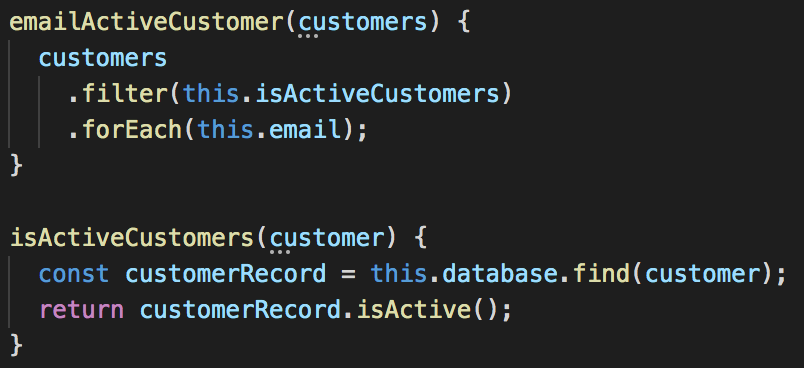 emailActiveCustomer(customers) {
  customers
    .filter(this.isActiveCustomers)
    .forEach(this.email);
}

isActiveCustomers(customer) {
  const customerRecord = this.database.find(customer);
  return customerRecord.isActive();
}